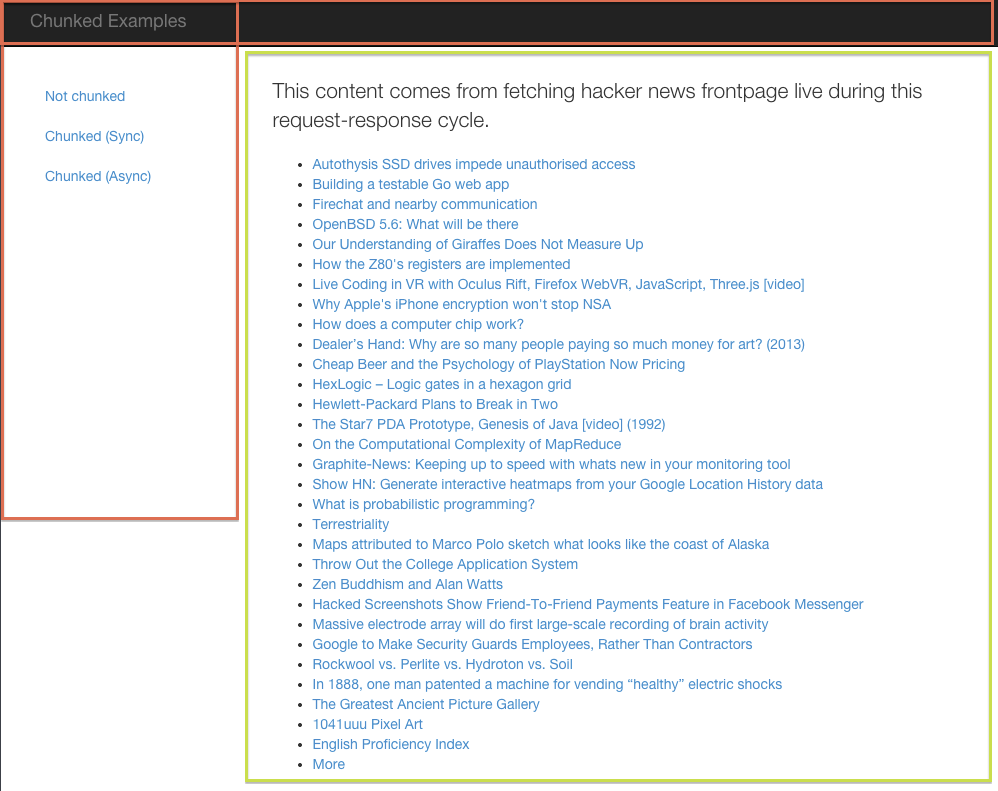 Chunked Examples
Not chunked
Chunked (Sync)
Chunked (Async)
This content comes from fetching hacker news frontpage live during this
request-response cycle.
Autothysis SSD drives impede unauthorised access
Building a testable Go web app
Firechat and nearby communication
OpenBSD 5.6: What will be there
Our Understanding of Giraffes Does Not Measure Up
How the Z80's registers are implemented
Live Coding in VR with Oculus Rift, Firefox WebVR, JavaScript, Three.js [video]
Why Apple's iPhone encryption won't stop NSA
How does a computer chip work?
Dealer’s Hand: Why are so many people paying so much money for art? (2013)
Cheap Beer and the Psychology of PlayStation Now Pricing
HexLogic – Logic gates in a hexagon grid
Hewlett-Packard Plans to Break in Two
The Star7 PDA Prototype, Genesis of Java [video] (1992)
On the Computational Complexity of MapReduce
Graphite-News: Keeping up to speed with whats new in your monitoring tool
Show HN: Generate interactive heatmaps from your Google Location History data
What is probabilistic programming?
Terrestriality
Maps attributed to Marco Polo sketch what looks like the coast of Alaska
Throw Out the College Application System
Zen Buddhism and Alan Watts
Hacked Screenshots Show Friend-To-Friend Payments Feature in Facebook Messenger
Massive electrode array will do first large-scale recording of brain activity
Google to Make Security Guards Employees, Rather Than Contractors
Rockwool vs. Perlite vs. Hydroton vs. Soil
In 1888, one man patented a machine for vending “healthy” electric shocks
The Greatest Ancient Picture Gallery
1041uuu Pixel Art
English Proficiency Index
More